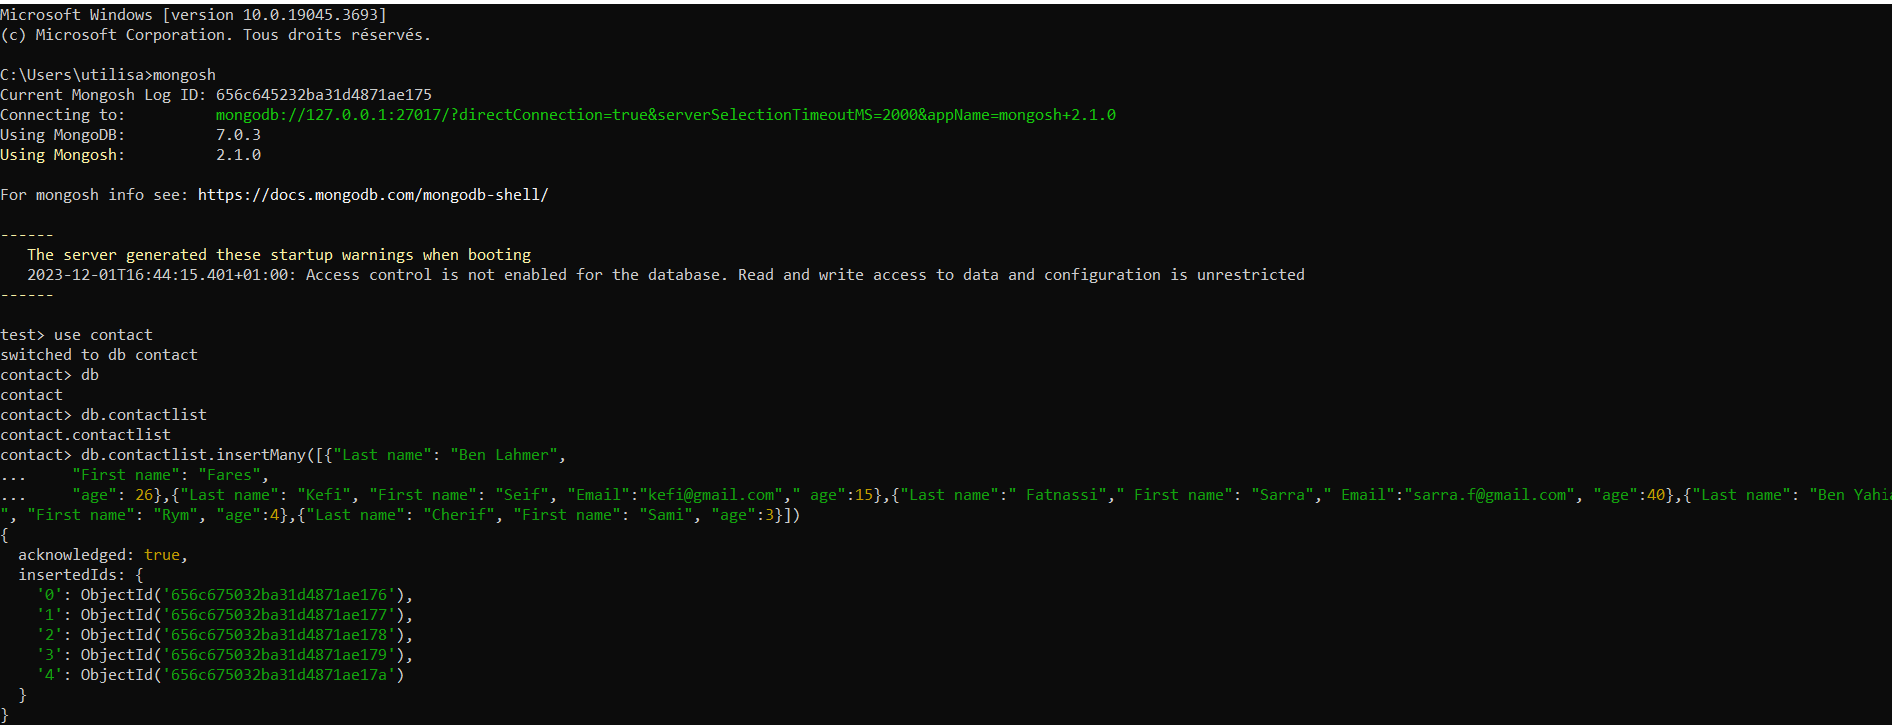 Microsoft Windows [version 10.0.19045.3693]
(c) Microsoft Corporation. Tous droits réservés.
C:\Users\utilisa>mongosh
Current Mongosh Log ID: 656c645232ba31d4871ae175
Connecting to:          mongodb://127.0.0.1:27017/?directConnection=true&serverSelectionTimeoutMS=2000&appName=mongosh+2.1.0
Using MongoDB:          7.0.3
Using Mongosh:          2.1.0
For mongosh info see: https://docs.mongodb.com/mongodb-shell/
------
   The server generated these startup warnings when booting
   2023-12-01T16:44:15.401+01:00: Access control is not enabled for the database. Read and write access to data and configuration is unrestricted
------
test> use contact
switched to db contact
contact> db
contact
contact> db.contactlist
contact.contactlist
contact> db.contactlist.insertMany([{"Last name": "Ben Lahmer",
...     "First name": "Fares",
...     "age": 26},{"Last name": "Kefi", "First name": "Seif", "Email":"kefi@gmail.com"," age":15},{"Last name":" Fatnassi"," First name": "Sarra"," Email":"sarra.f@gmail.com", "age":40},{"Last name": "Ben Yahia
", "First name": "Rym", "age":4},{"Last name": "Cherif", "First name": "Sami", "age":3}])
{
  acknowledged: true,
  insertedIds: {
    '0': ObjectId('656c675032ba31d4871ae176'),
    '1': ObjectId('656c675032ba31d4871ae177'),
    '2': ObjectId('656c675032ba31d4871ae178'),
    '3': ObjectId('656c675032ba31d4871ae179'),
    '4': ObjectId('656c675032ba31d4871ae17a')
  }
}